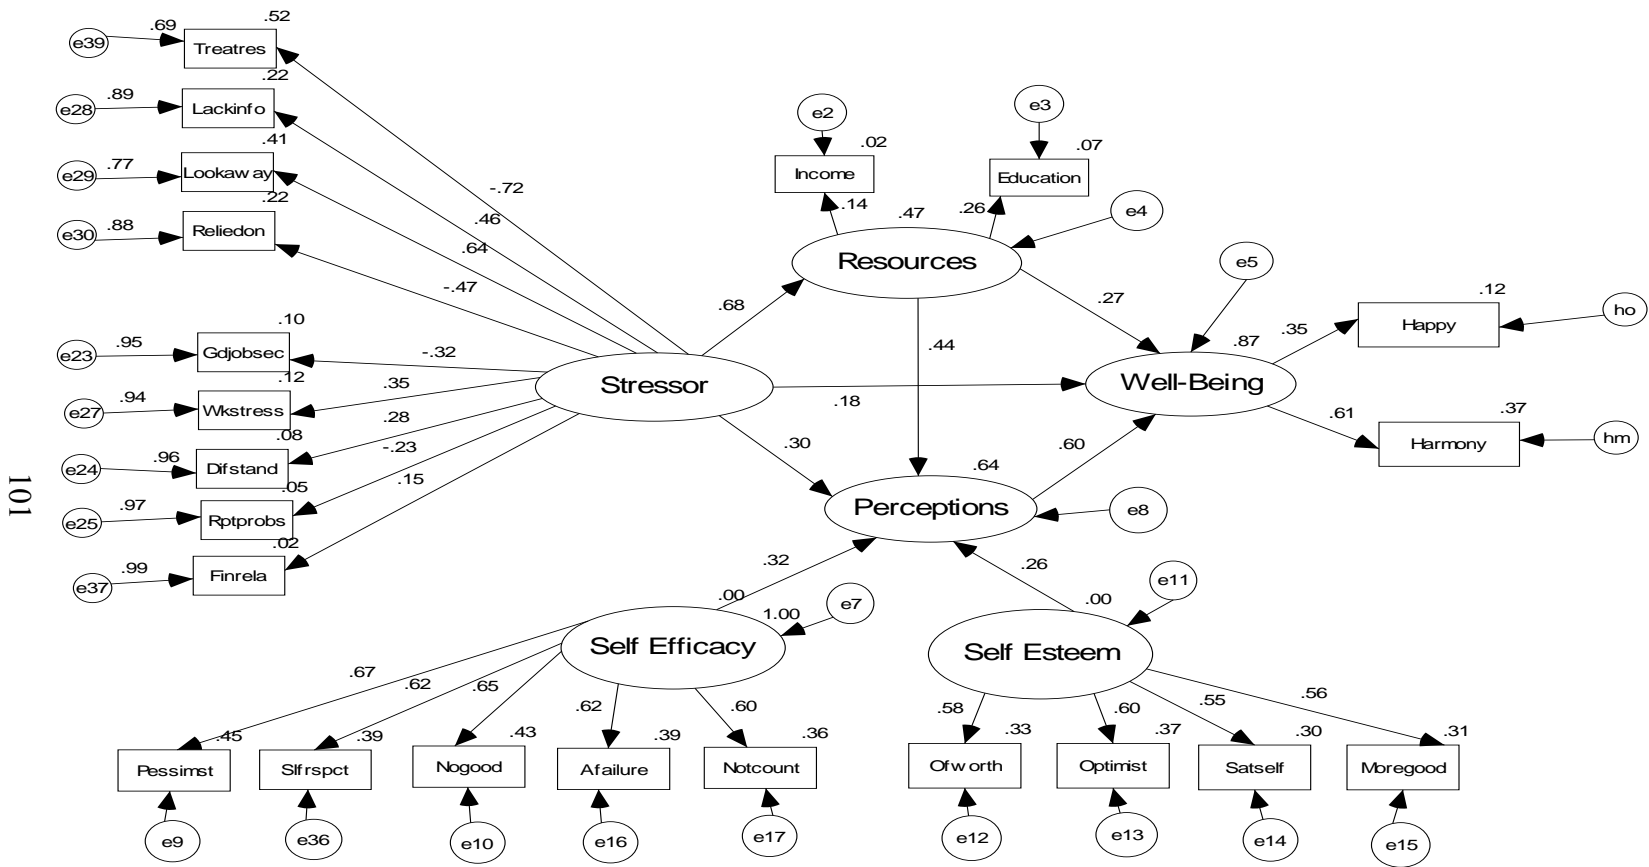 .52
.69
e39
Treatres
.22
.89
e28
Lackinfo
.41
.77
e29
Lookaway
.22
.88
e30
Reliedon
-.72
.46
.64
-.47
.10
.95
e23
Gdjobsec
-.32
.12
.94
e27
Wkstress
.35
.28
.08
.96
e24
Difstand
-.23
.05
.97
e25
Rptprobs
.15
.02
.99
e37
Finrela
Stressor
.68
.18
.30
e2
.02
Income
.14
e3
.07
Education
.26
.47
e4
Resources
.27
.44
e5
.87
Well-Being
.35
.12
Happy
ho
.61
.37
Harmony
hm
.60
.64
Perceptions
e8
.32
.26
.00
1.00
e7
Self Efficacy
.00
e11
Self Esteem
.67
.62
.65
.62
.60
.58
.60
.55
.56
.45
.39
.43
.39
.36
.33
.37
.30
.31
Pessimst
Slfrspct
Nogood
Afailure
Notcount
Ofworth
Optimist
Satself
Moregood
e9
e36
e10
e16
e17
e12
e13
e14
e15
101